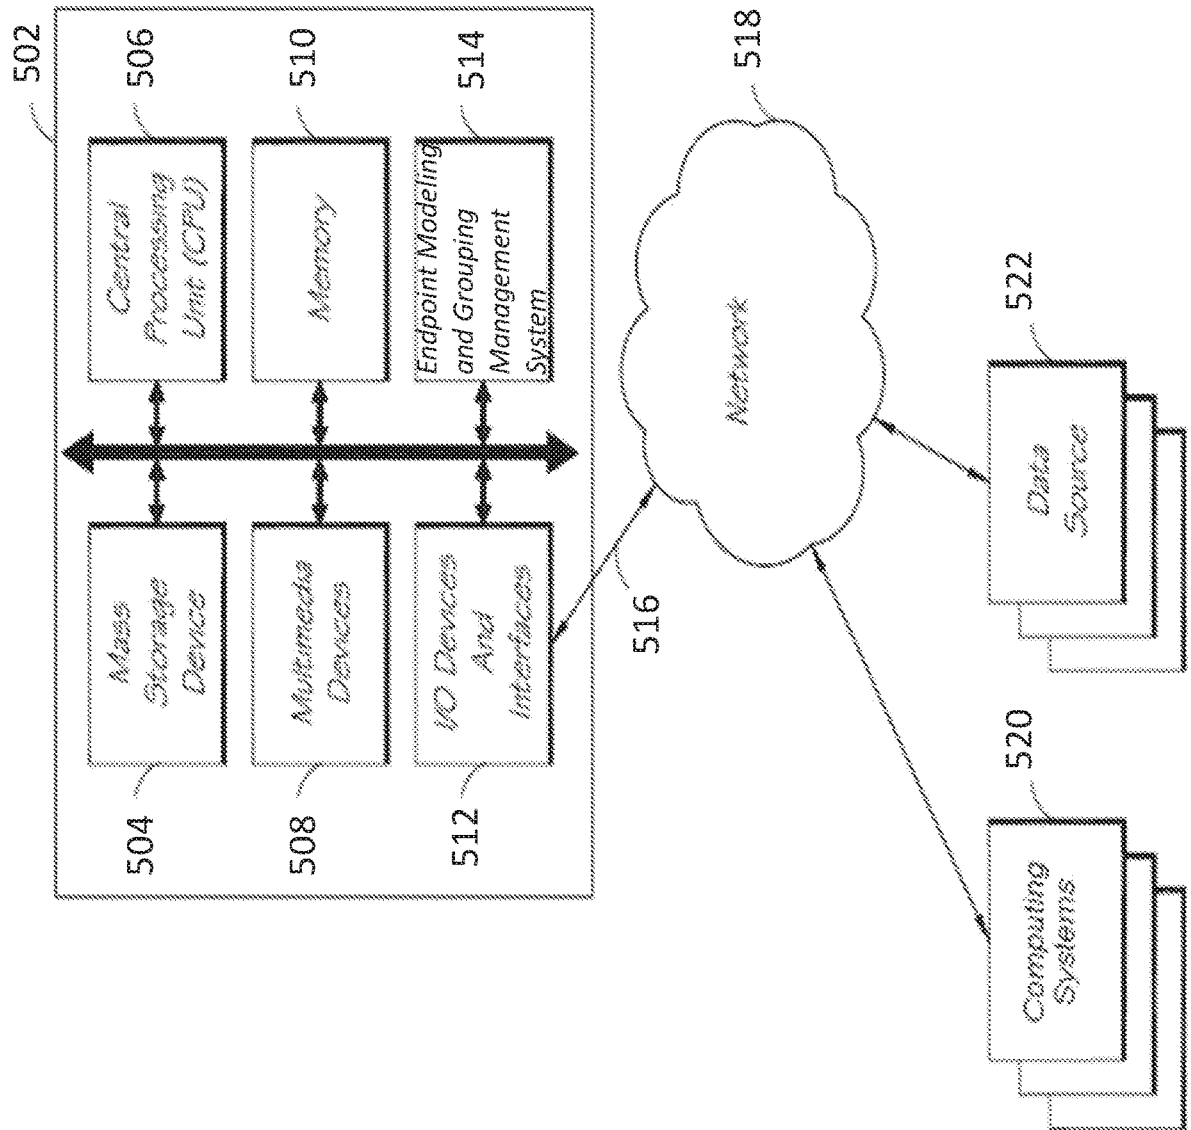 502
504
Mass
Storage
Device
Central
Processing
Unit (CPU)
506
508
Multimedia
Devices
Memory
510
512
I/O Devices
And
Interfaces
Endpoint Modeling
and Grouping
Management
System
514
516
Network
518
Computing
Systems
520
Data
Source
522